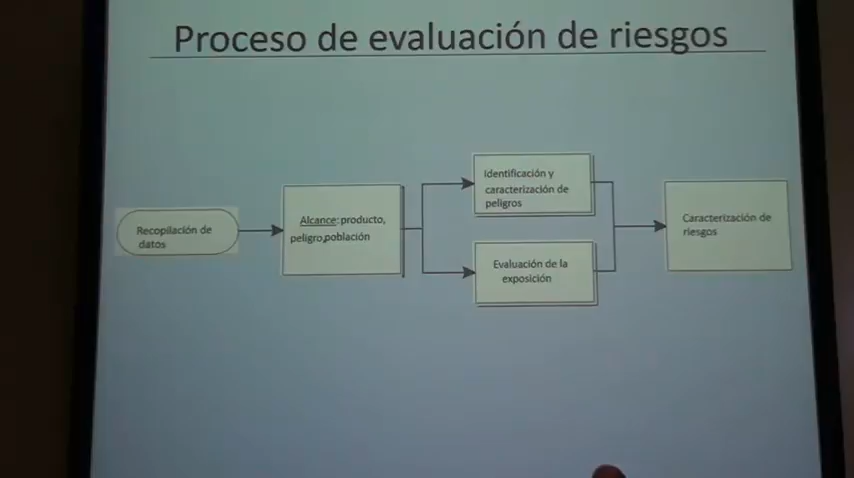 Proceso de evaluación de riesgos
Recopilación de
datos
Alcance: producto,
peligro,población
Identificación y
caracterización de
peligros
Evaluación de la
exposición
Caracterización de
riesgos